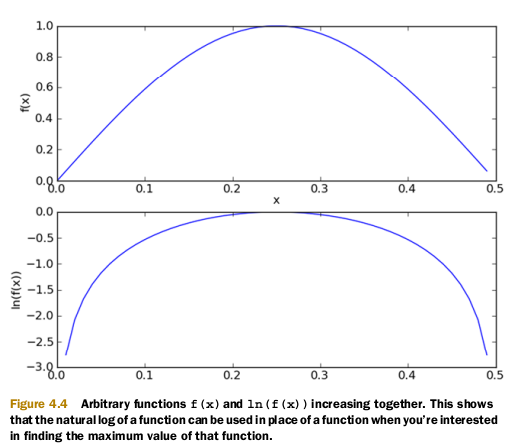 1.0
0.8
0.6
0.4
0.2
0.0
f(x)
0.0 0.1 0.2 0.3 0.4 0.5
x
0.0
−0.5
−1.0
−1.5
−2.0
−2.5
−3.0
ln(f(x))
0.0 0.1 0.2 0.3 0.4 0.5
Figure 4.4 Arbitrary functions f(x) and ln(f(x)) increasing together. This shows
that the natural log of a function can be used in place of a function when you're interested
in finding the maximum value of that function.